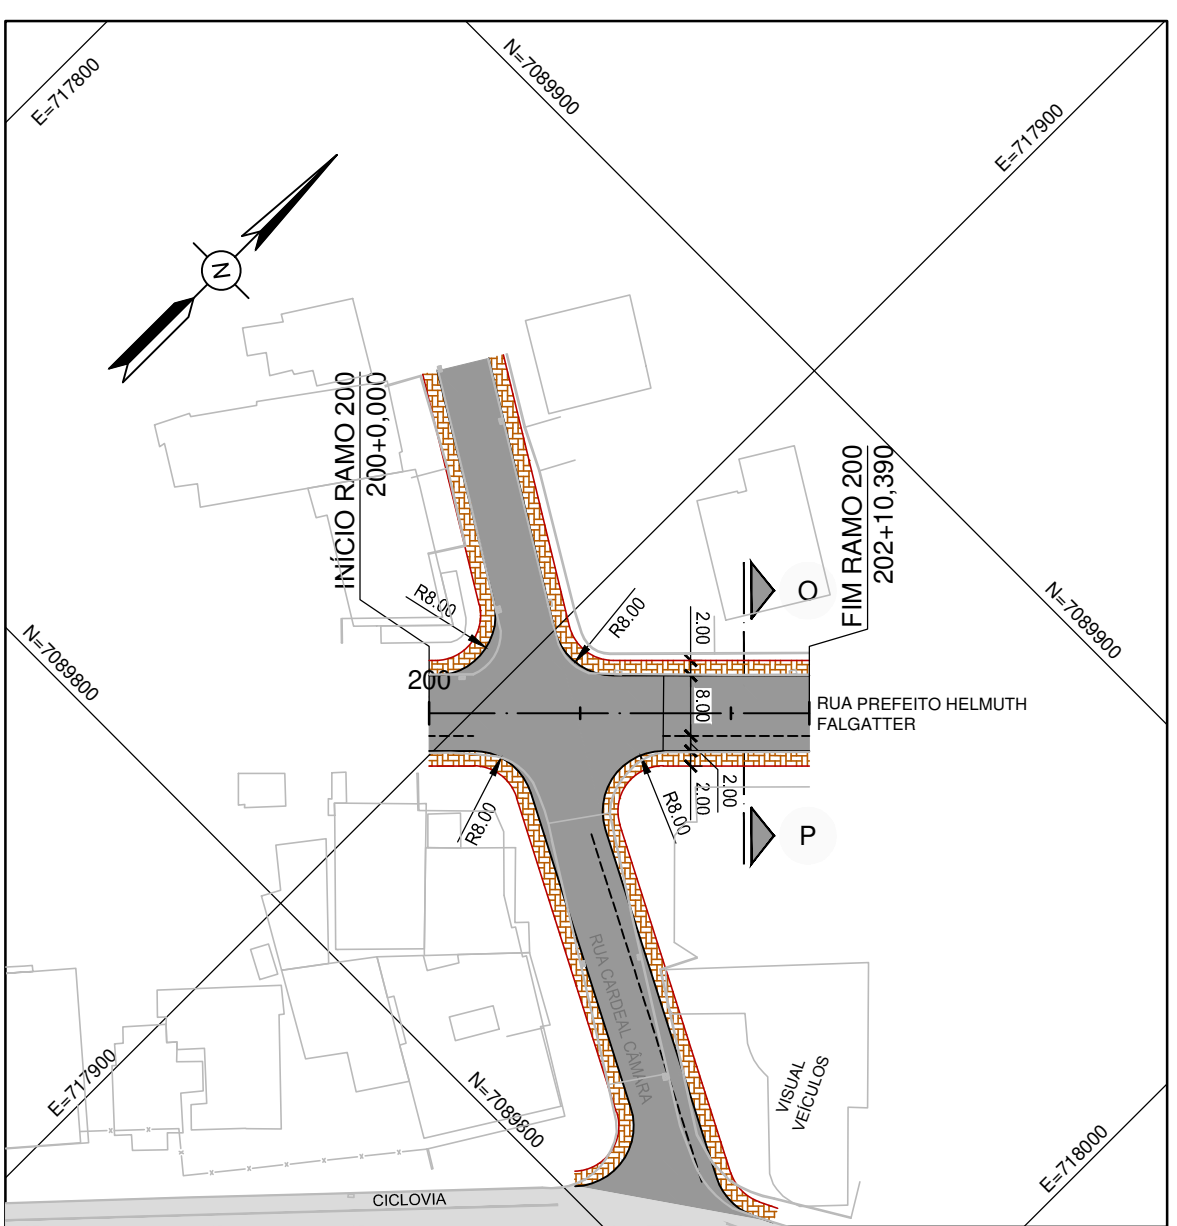 E=717800
N=7089900
E=717900
N
INÍCIO RAMO 200
200+0,000
FIM RAMO 200
202+10,390
R8.00
R8.00
2.00
O
N=7089900
N=7089800
200
8.00
RUA PREFEITO HELMUTH
FALGATTER
2.00
2.00
R8.00
R8.00
P
RUA CARDEAL CÂMARA
VISUAL
VEÍCULOS
E=717900
N=7089800
E=718000
CICLOVIA